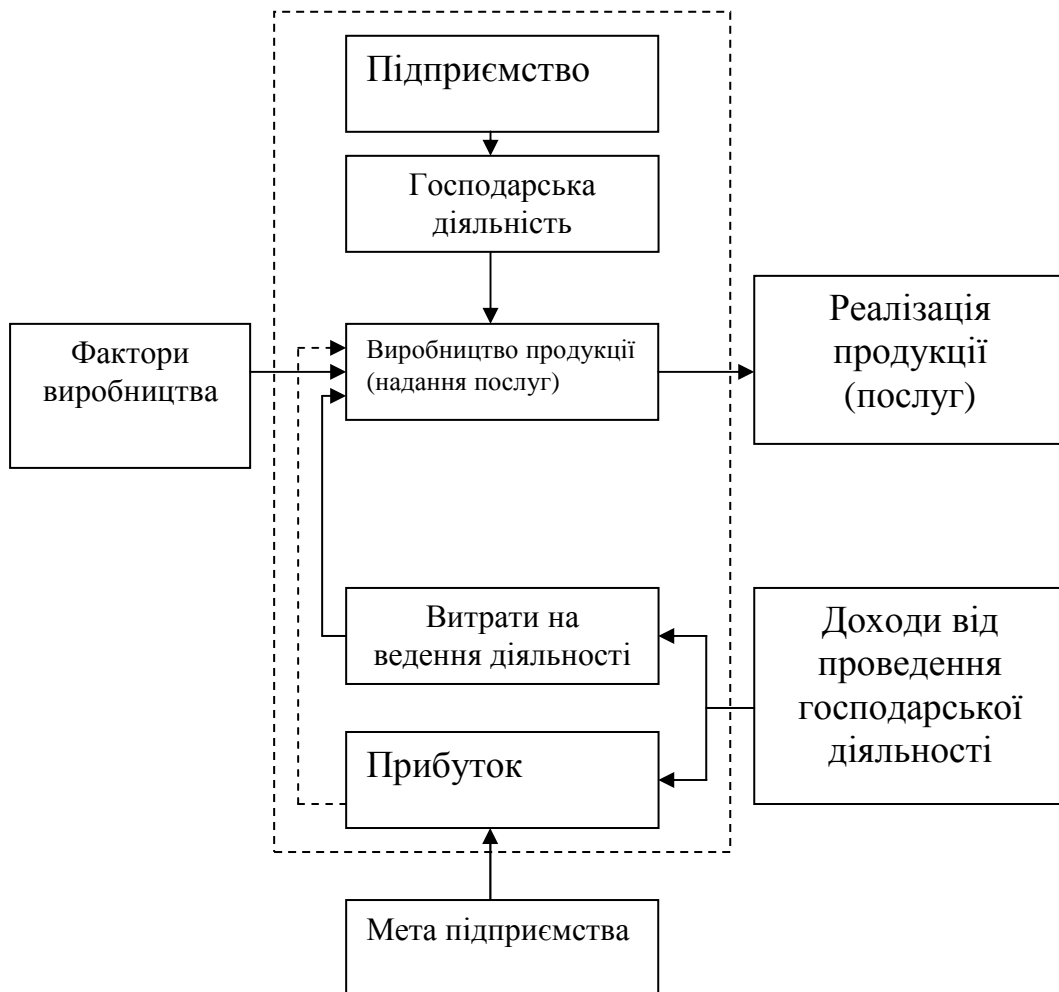 Підприємство
Господарська
діяльність
Фактори
виробництва
Виробництво продукції
(надання послуг)
Реалізація
продукції
(послуг)
Витрати на
ведення діяльності
Доходи від
проведення
господарської
діяльності
Прибуток
Мета підприємства